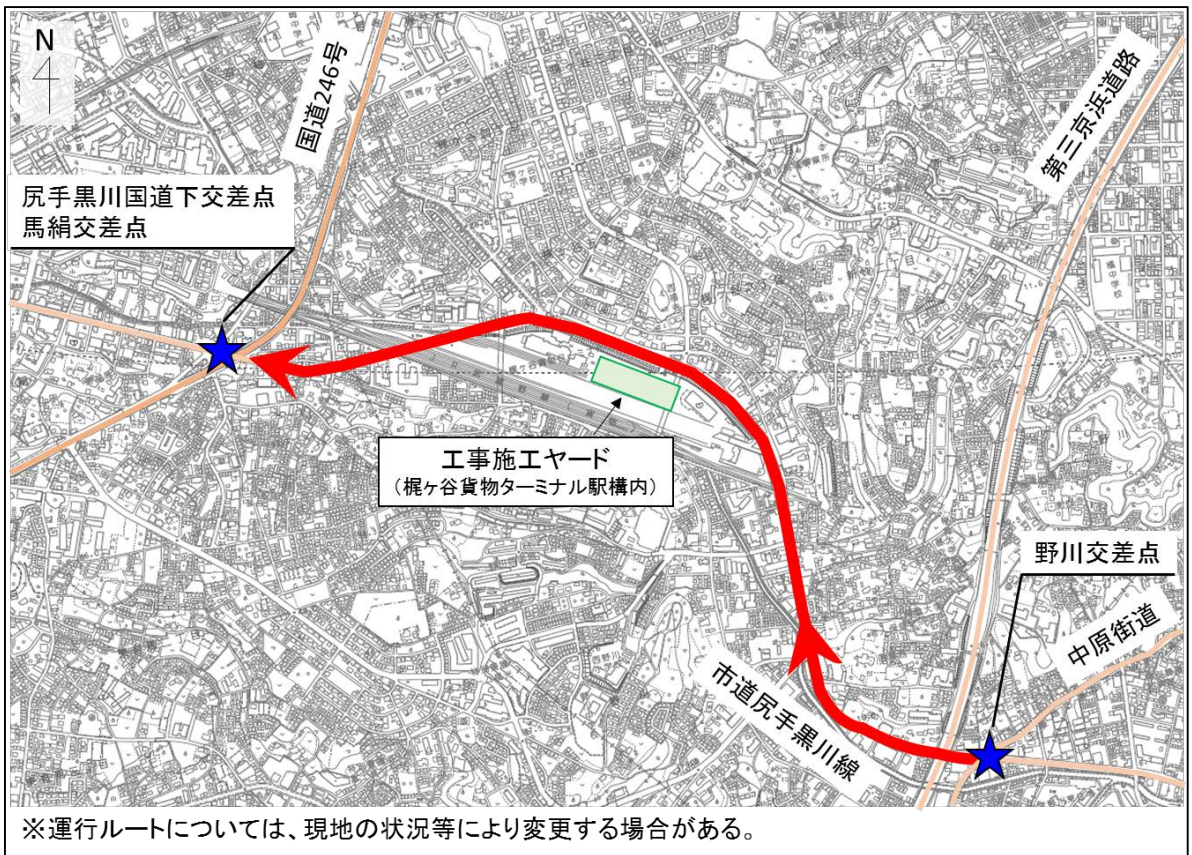 N
国道246号
第三京浜道路
尻手黒川国道下交差点
馬絹交差点
工事施工ヤード
(梶ヶ谷貨物ターミナル駅構内)
野川交差点
中原街道
市道尻手黒川線
※運行ルートについては、現地の状況等により変更する場合がある。